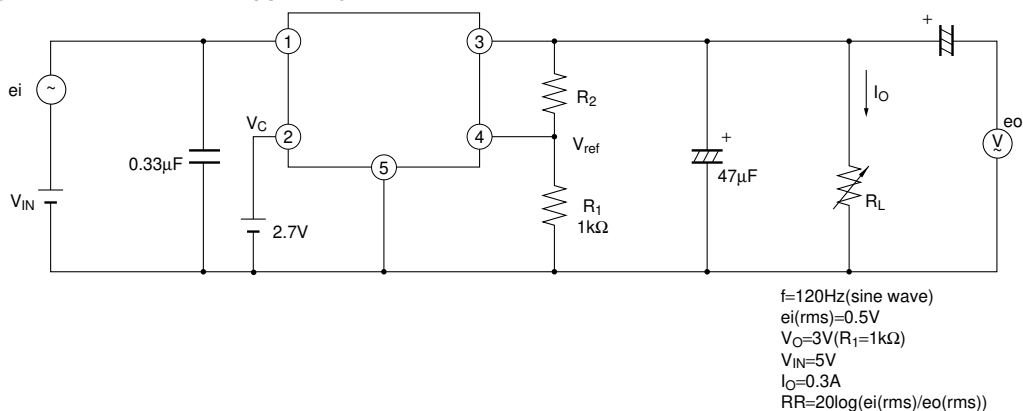 1
3
ei
~
R2
IO
VC
2
4
Vref
eo
V
~
0.33μF
5
47μF
VIN
R1
1kΩ
RL
2.7V
+
+
f=120Hz(sine wave)
ei(rms)=0.5V
VO=3V(R1=1kΩ)
VIN=5V
IO=0.3A
RR=20log(ei(rms)/eo(rms))